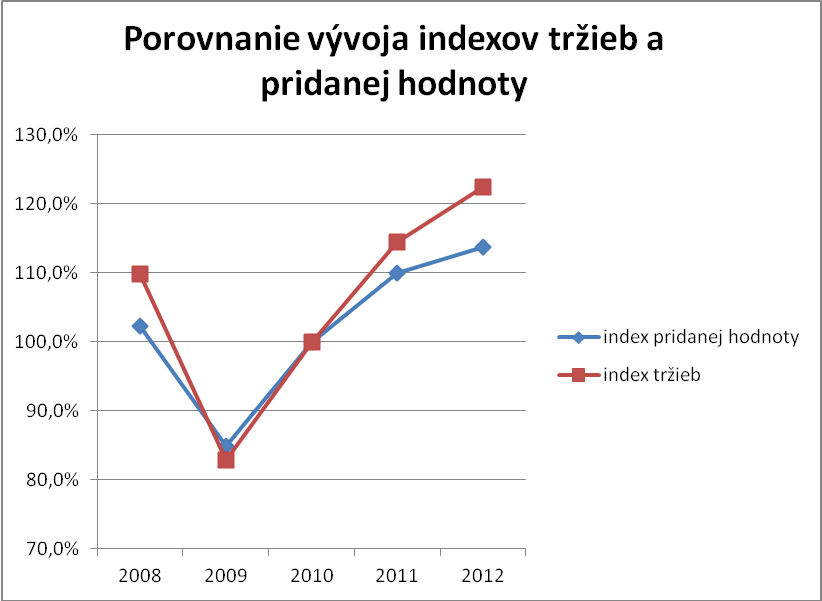 Porovnanie vývoja indexov tržieb a
pridanej hodnoty
130,0%
120,0%
110,0%
100,0%
90,0%
80,0%
70,0%
2008 2009 2010 2011 2012
index pridanej hodnoty
index tržieb